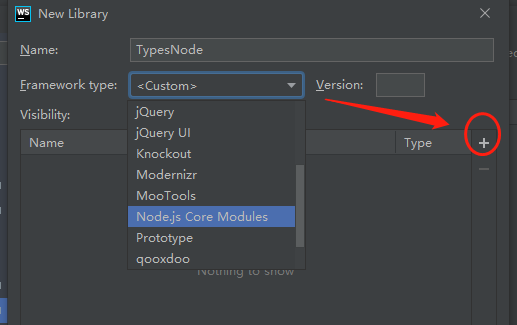 WS New Library
Name: TypesNode
Framework type: <Custom> Version:
jQuery
Visibility:
jQuery UI
Name Knockout Type
Modernizr
MooTools
Node.js Core Modules
Prototype
qooxdoo
Nothing to show